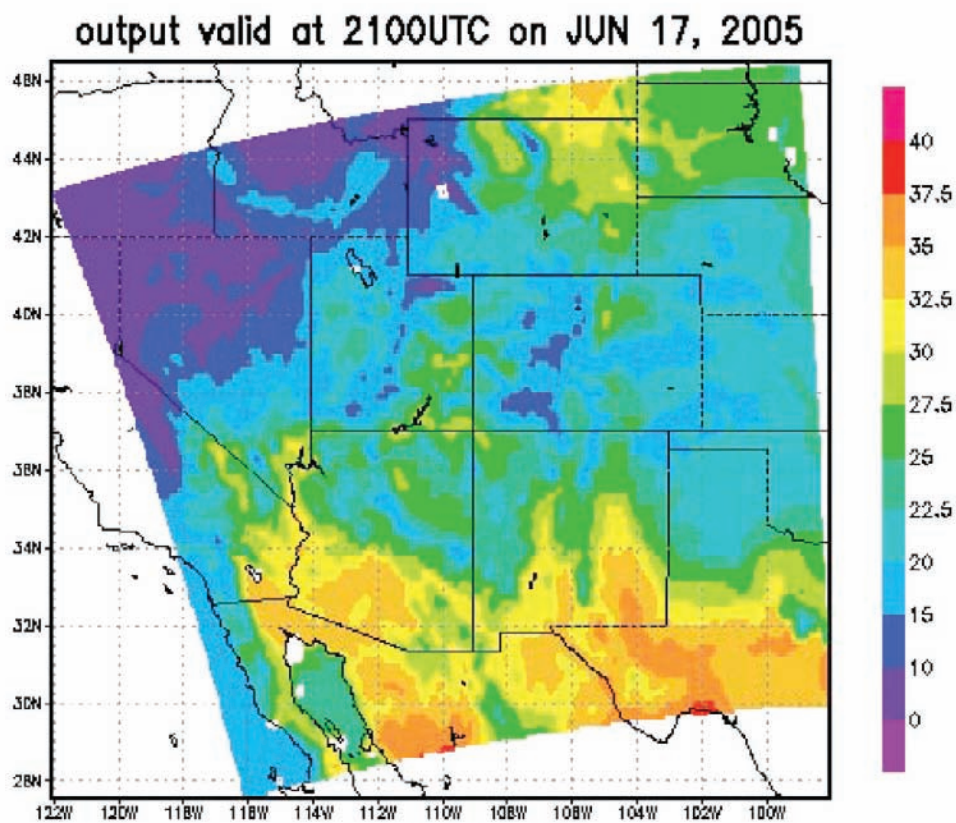 output valid at 2100UTC on JUN 17, 2005
48N
46N
44N
42N
40N
38N
36N
34N
32N
30N
28N
122W 120W 118W 116W 114W 112W 110W 108W 106W 104W 102W 100W
40
37.5
35
32.5
30
27.5
25
22.5
20
15
10
0